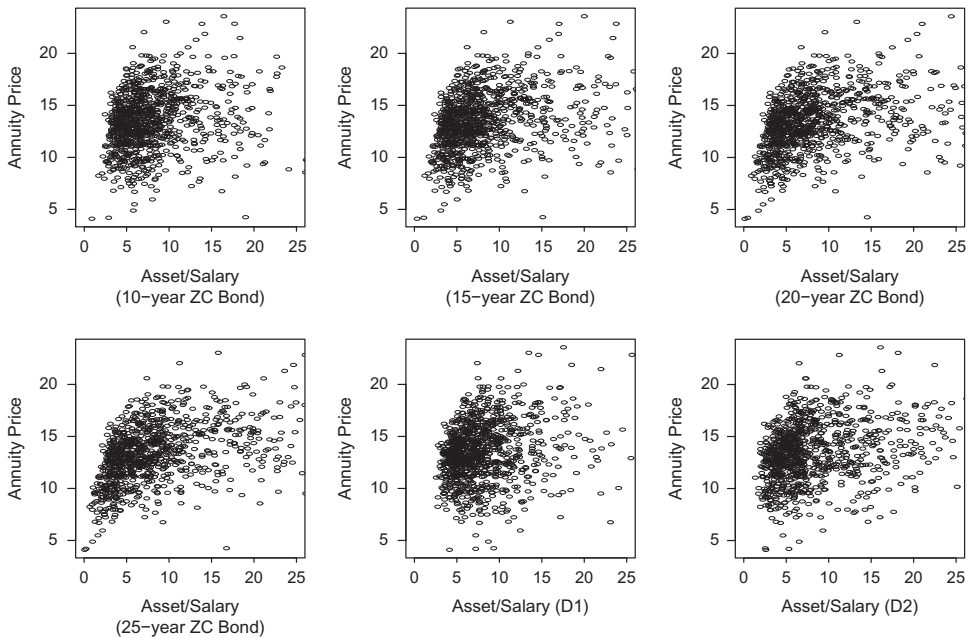 Annuity Price
20
15
10
5
0 5 10 15 20 25
Asset/Salary
(10−year ZC Bond)
Annuity Price
20
15
10
5
0 5 10 15 20 25
Asset/Salary
(15−year ZC Bond)
Annuity Price
20
15
10
5
0 5 10 15 20 25
Asset/Salary
(20−year ZC Bond)
Annuity Price
20
15
10
5
0 5 10 15 20 25
Asset/Salary
(25−year ZC Bond)
Annuity Price
20
15
10
5
0 5 10 15 20 25
Asset/Salary (D1)
Annuity Price
20
15
10
5
0 5 10 15 20 25
Asset/Salary (D2)